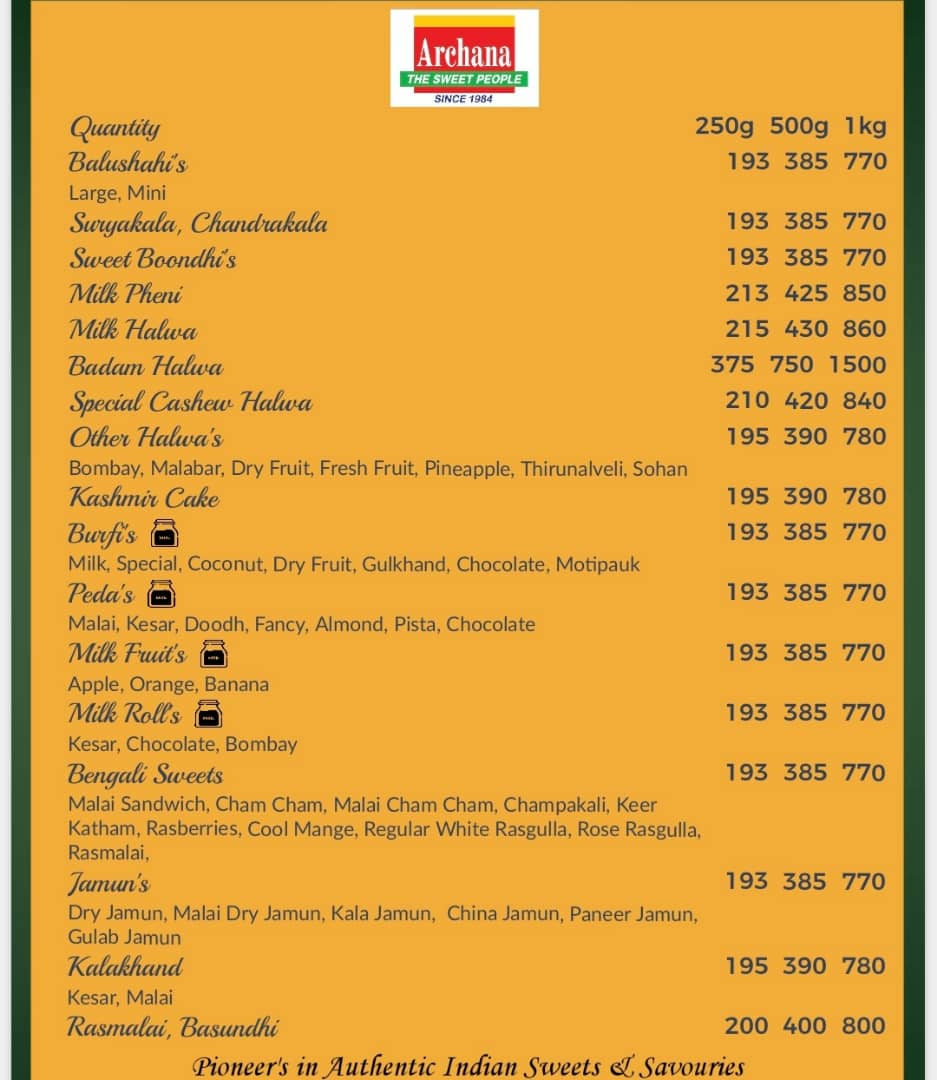 Archana
THE SWEET PEOPLE
SINCE 1984
Quantity 250g 500g 1kg
Balushahi's 193 385 770
Large, Mini
Suryakala, Chandrakala 193 385 770
Sweet Boondhi's 193 385 770
Milk Pheni 213 425 850
Milk Halwa 215 430 860
Badam Halwa 375 750 1500
Special Cashew Halwa 210 420 840
Other Halwa's 195 390 780
Bombay, Malabar, Dry Fruit, Fresh Fruit, Pineapple, Thirunalveli, Sohan
Kashmir Cake 195 390 780
Burfi's MILK 193 385 770
Milk, Special, Coconut, Dry Fruit, Gulkhand, Chocolate, Motipauk
Peda's MILK 193 385 770
Malai, Kesar, Doodh, Fancy, Almond, Pista, Chocolate
Milk Fruit's MILK 193 385 770
Apple, Orange, Banana
Milk Roll's MILK 193 385 770
Kesar, Chocolate, Bombay
Bengali Sweets 193 385 770
Malai Sandwich, Cham Cham, Malai Cham Cham, Champakali, Keer
Katham, Rasberries, Cool Mange, Regular White Rasgulla, Rose Rasgulla,
Rasmalai,
Jamun's 193 385 770
Dry Jamun, Malai Dry Jamun, Kala Jamun, China Jamun, Paneer Jamun,
Gulab Jamun
Kalakhand 195 390 780
Kesar, Malai
Rasmalai, Basundhi 200 400 800
Pioneer's in Authentic Indian Sweets & Savouries